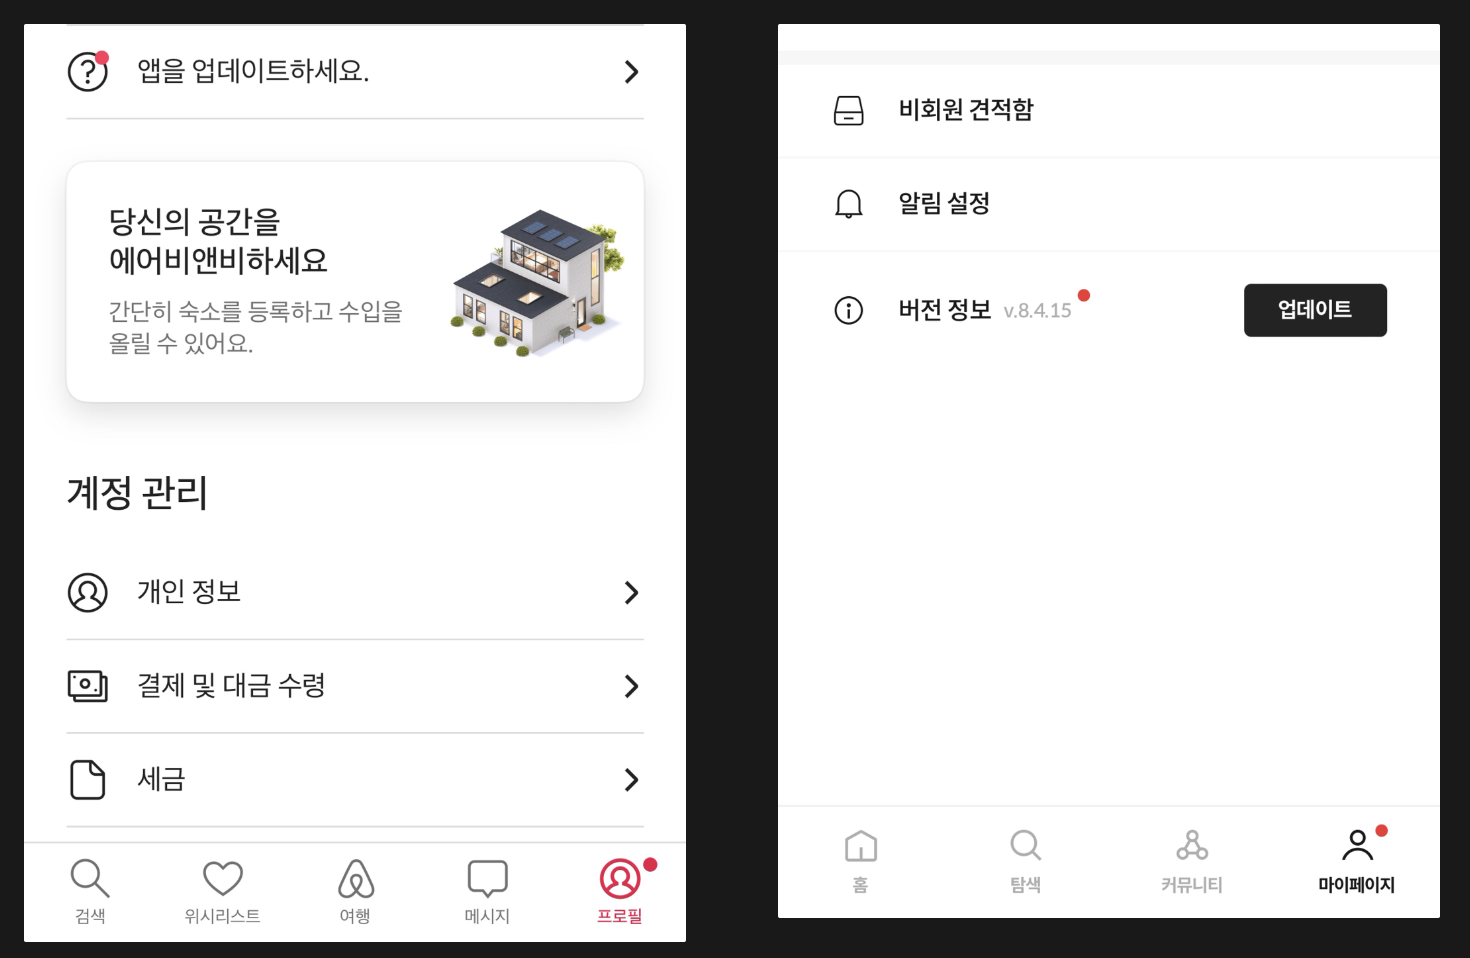 앱을 업데이트하세요.
당신의 공간을
에어비앤비하세요
간단히 숙소를 등록하고 수입을
올릴 수 있어요.
계정 관리
개인 정보
결제 및 대금 수령
세금
검색
위시리스트
여행
메시지
프로필
비회원 견적함
알림 설정
버전 정보 v.8.4.15
업데이트
홈
탐색
커뮤니티
마이페이지